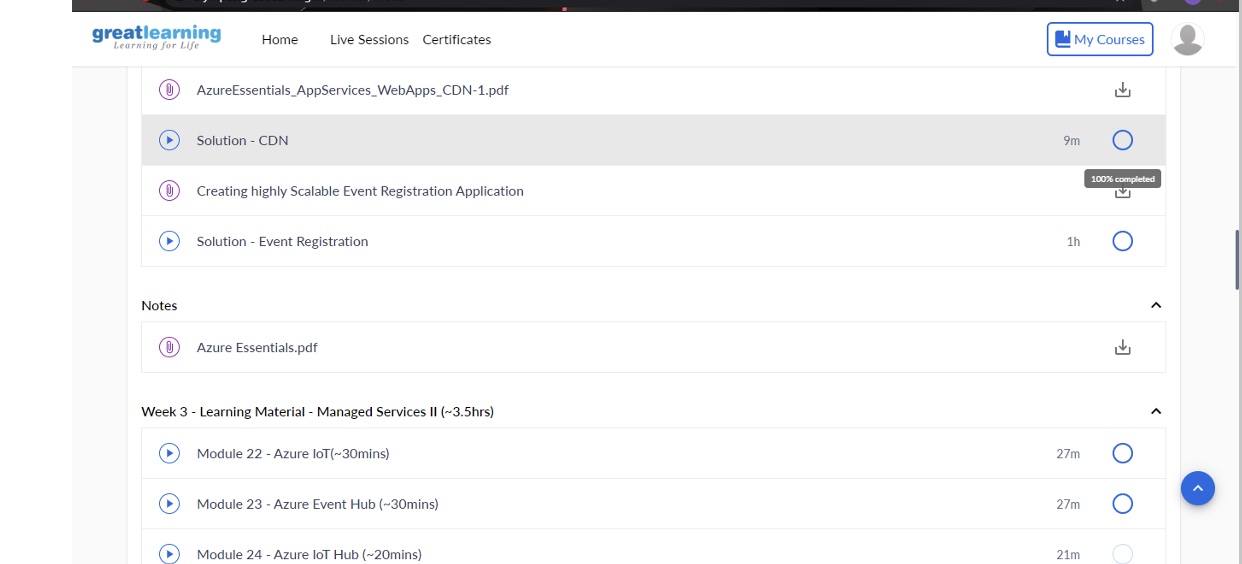 greatlearning
Learning for Life
Home Live Sessions Certificates My Courses
AzureEssentials_AppServices_WebApps_CDN-1.pdf
Solution - CDN 9m
100% completed
Creating highly Scalable Event Registration Application
Solution - Event Registration 1h
Notes
Azure Essentials.pdf
Week 3 - Learning Material - Managed Services II (~3.5hrs)
Module 22 - Azure IoT(~30mins) 27m
Module 23 - Azure Event Hub (~30mins) 27m
Module 24 - Azure IoT Hub (~20mins) 21m